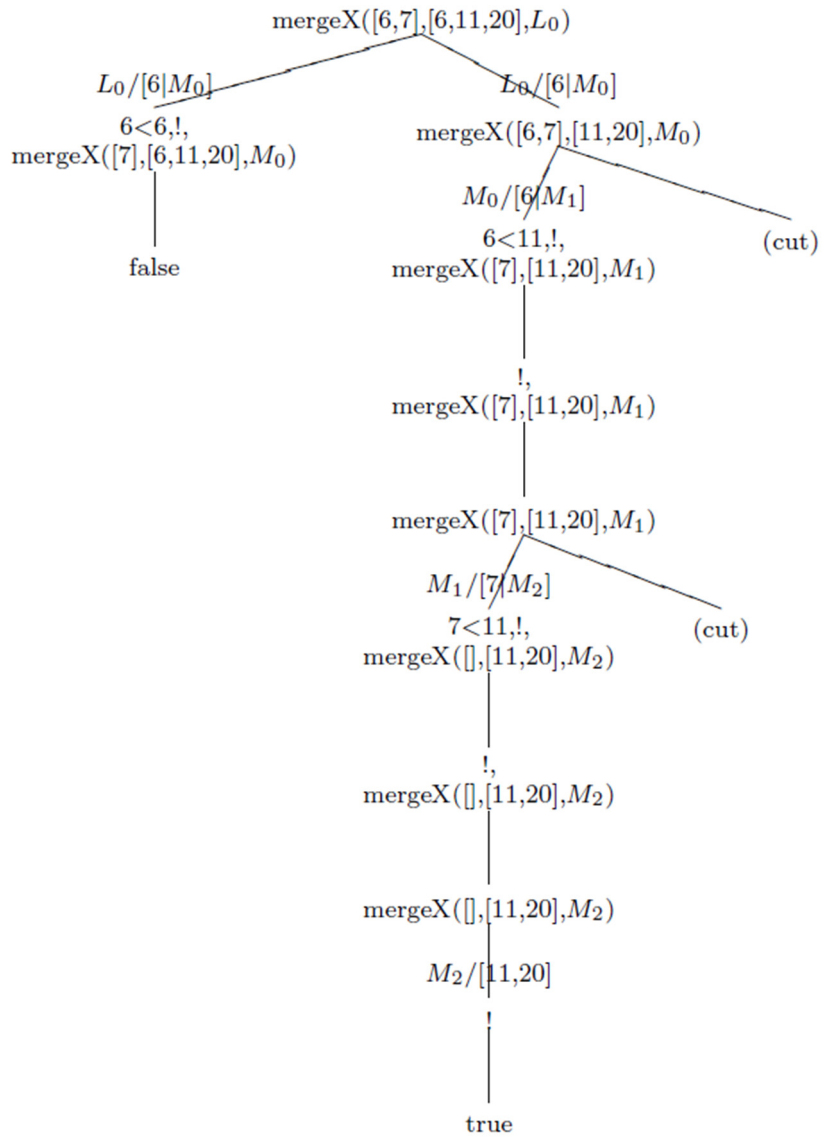 mergeX([6,7],[6,11,20],L₀)
L₀/[6|M₀]
L₀/[6|M₀]
6<6,!,
mergeX([7],[6,11,20],M₀)
mergeX([6,7],[11,20],M₀)
M₀/[6|M₁]
6<11,!,
mergeX([7],[11,20],M₁)
(cut)
false
!,
mergeX([7],[11,20],M₁)
mergeX([7],[11,20],M₁)
M₁/[7|M₂]
7<11,!,
mergeX([],[11,20],M₂)
(cut)
!,
mergeX([],[11,20],M₂)
mergeX([],[11,20],M₂)
M₂/[11,20]
!
true